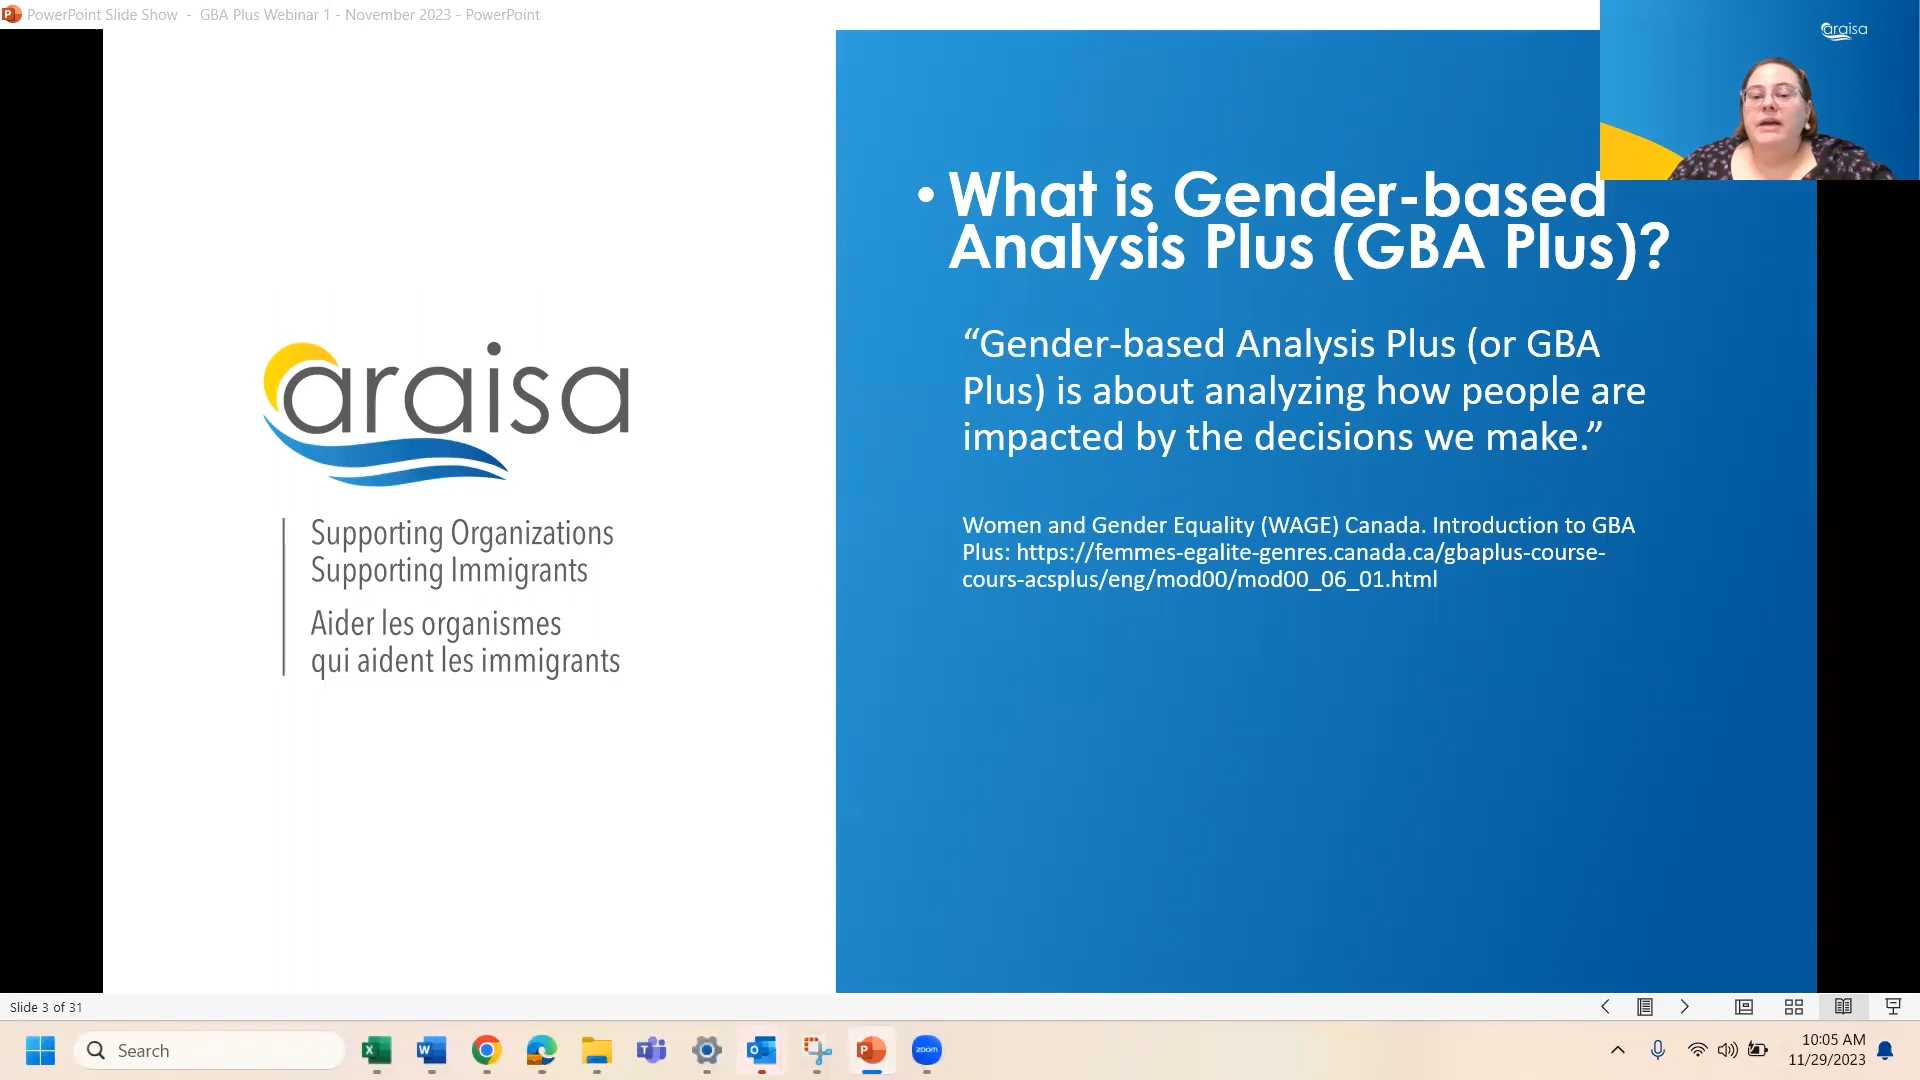 PowerPoint Slide Show - GBA Plus Webinar 1 - November 2023 - PowerPoint
araisa
• What is Gender-based
Analysis Plus (GBA Plus)?
“Gender-based Analysis Plus (or GBA
Plus) is about analyzing how people are
impacted by the decisions we make.”
Women and Gender Equality (WAGE) Canada. Introduction to GBA
Plus: https://femmes-egalite-genres.canada.ca/gbaplus-course-
cours-acsplus/eng/mod00/mod00_06_01.html
araisa
Supporting Organizations
Supporting Immigrants
Aider les organismes
qui aident les immigrants
Slide 3 of 31
Search
zoom
10:05 AM
11/29/2023